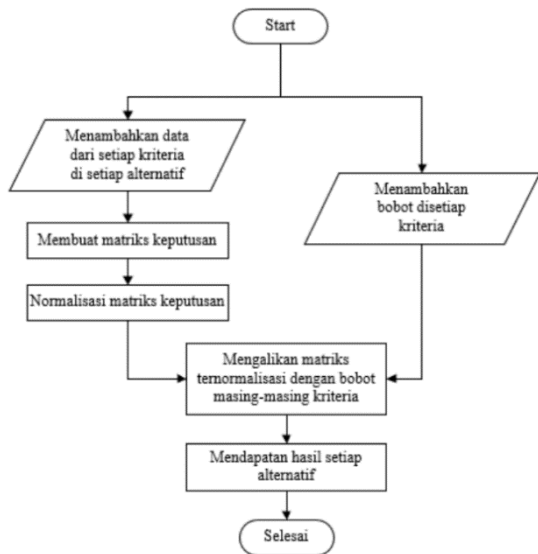 Start
Menambahkan data
dari setiap kriteria
di setiap alternatif
Menambahkan
bobot disetiap
kriteria
Membuat matriks keputusan
Normalisasi matriks keputusan
Mengalikan matriks
ternormalisasi dengan bobot
masing-masing kriteria
Mendapatan hasil setiap
alternatif
Selesai